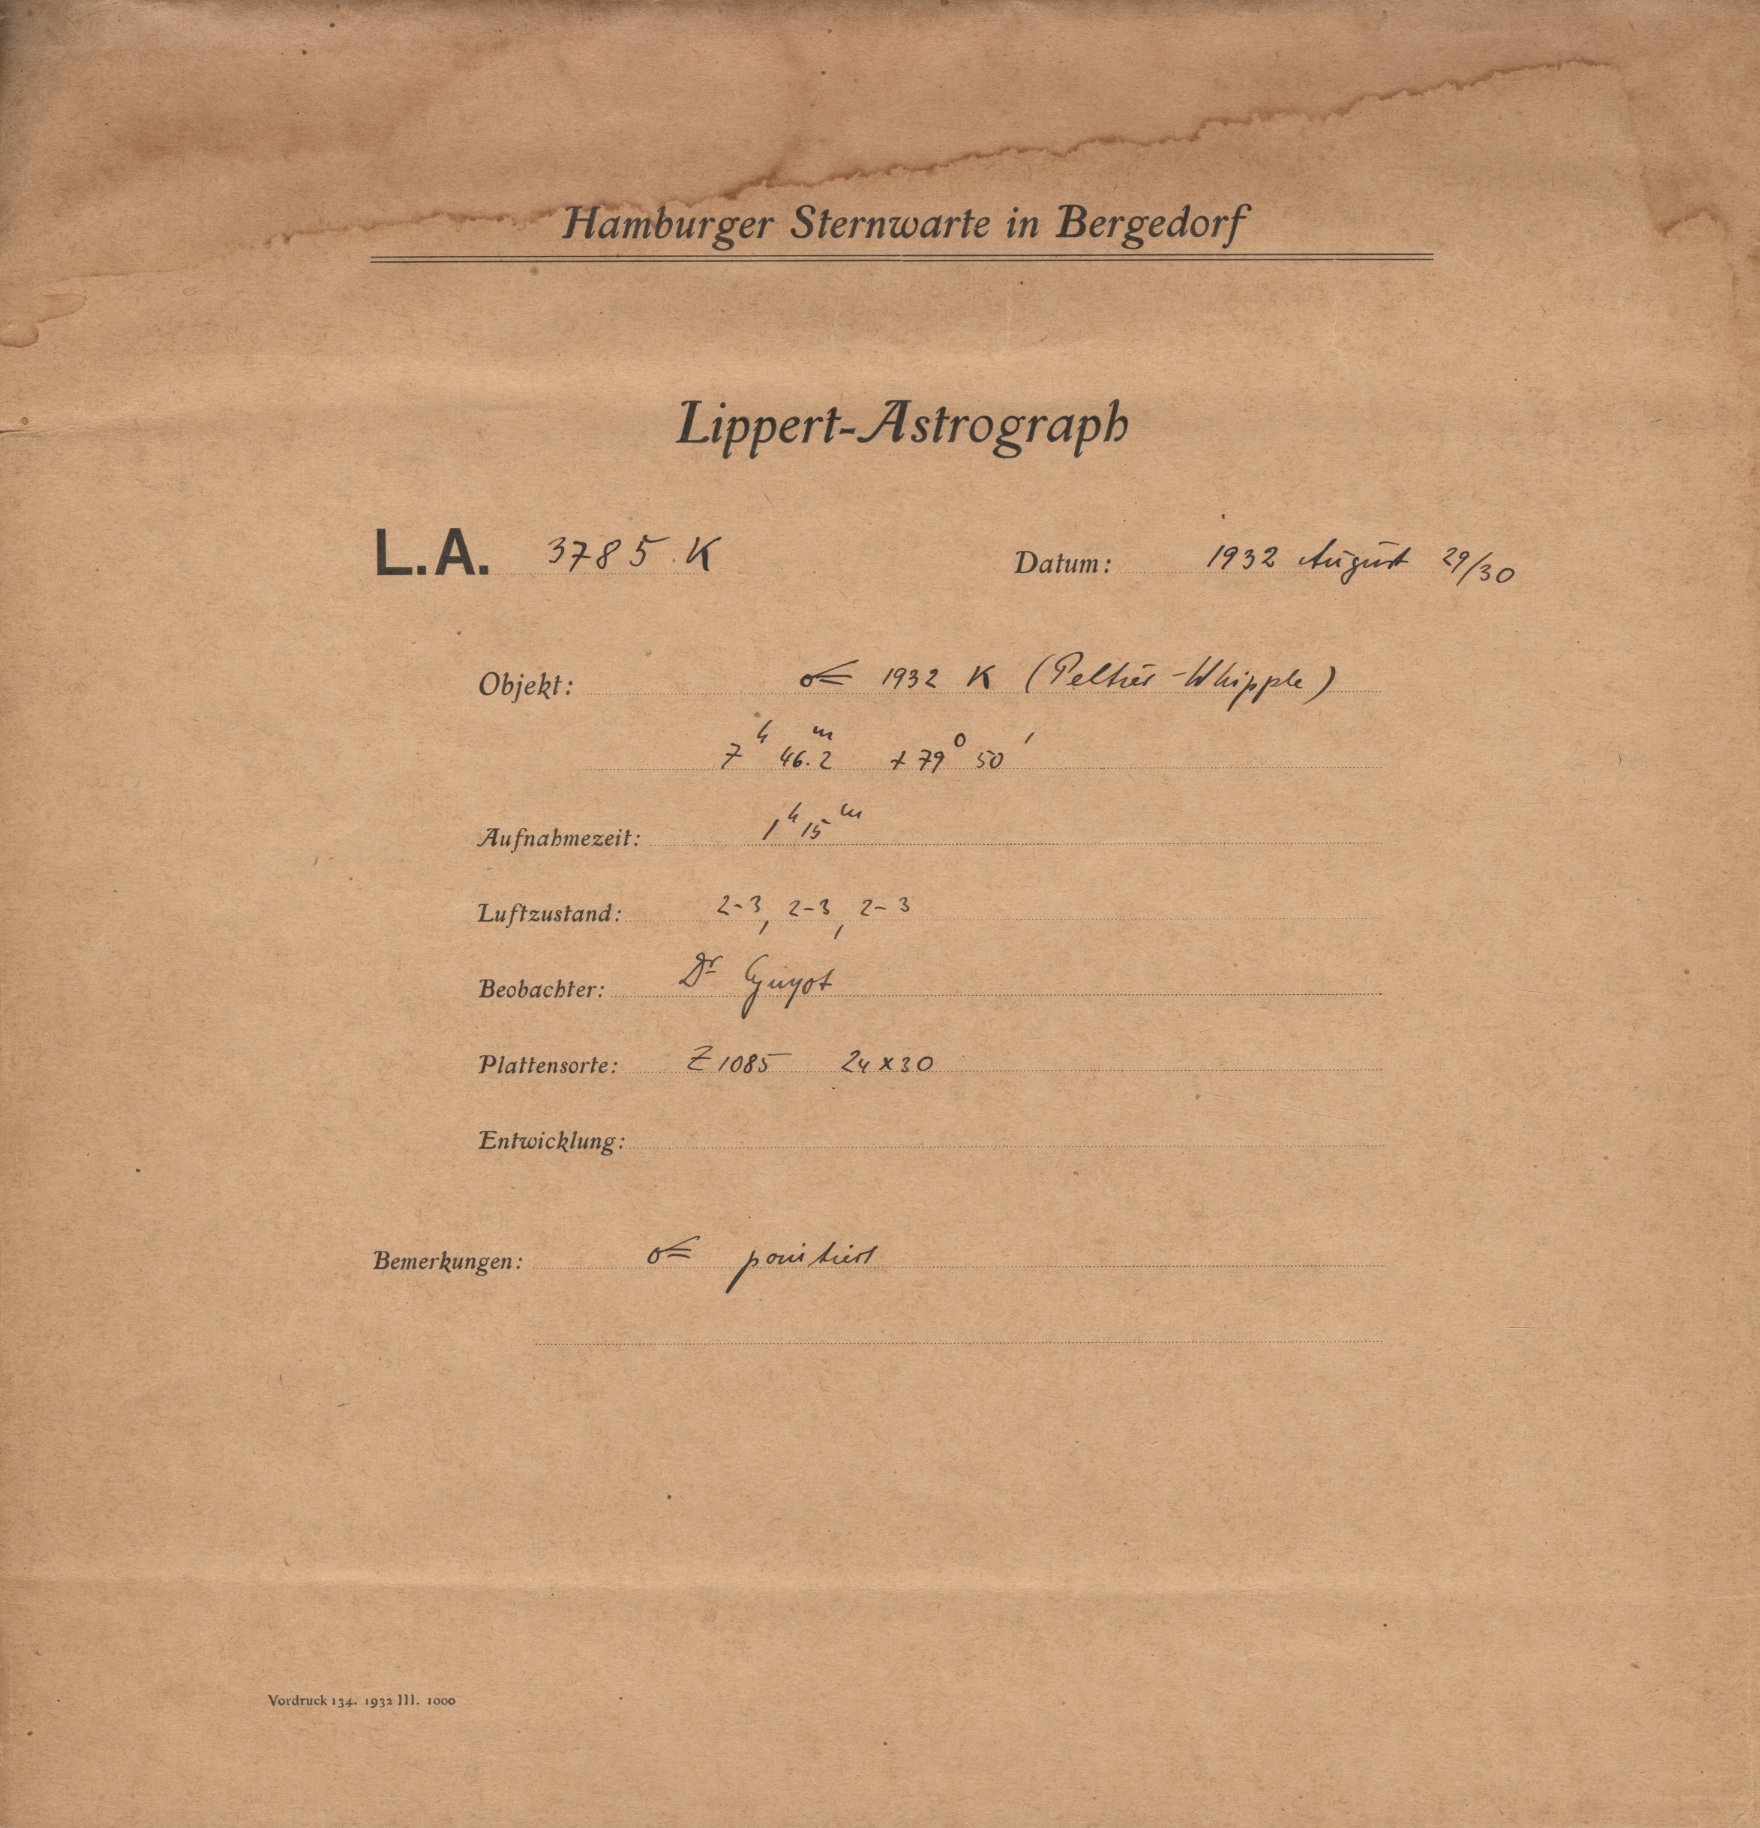 Hamburger Sternwarte in Bergedorf
Lippert-Astrograph
L.A. 3785 K Datum: 1932 August 29/30
Objekt: ☄ 1932 K (Peltier-Whipple)
7h 46.2m +79° 50'
Aufnahmezeit: 1h 15m
Luftzustand: 2-3, 2-3, 2-3
Beobachter: Dr Guyot
Plattensorte: Z 1085 24x30
Entwicklung:
Bemerkungen: ☄ pointiert
Vordruck 134. 1932 III. 1000